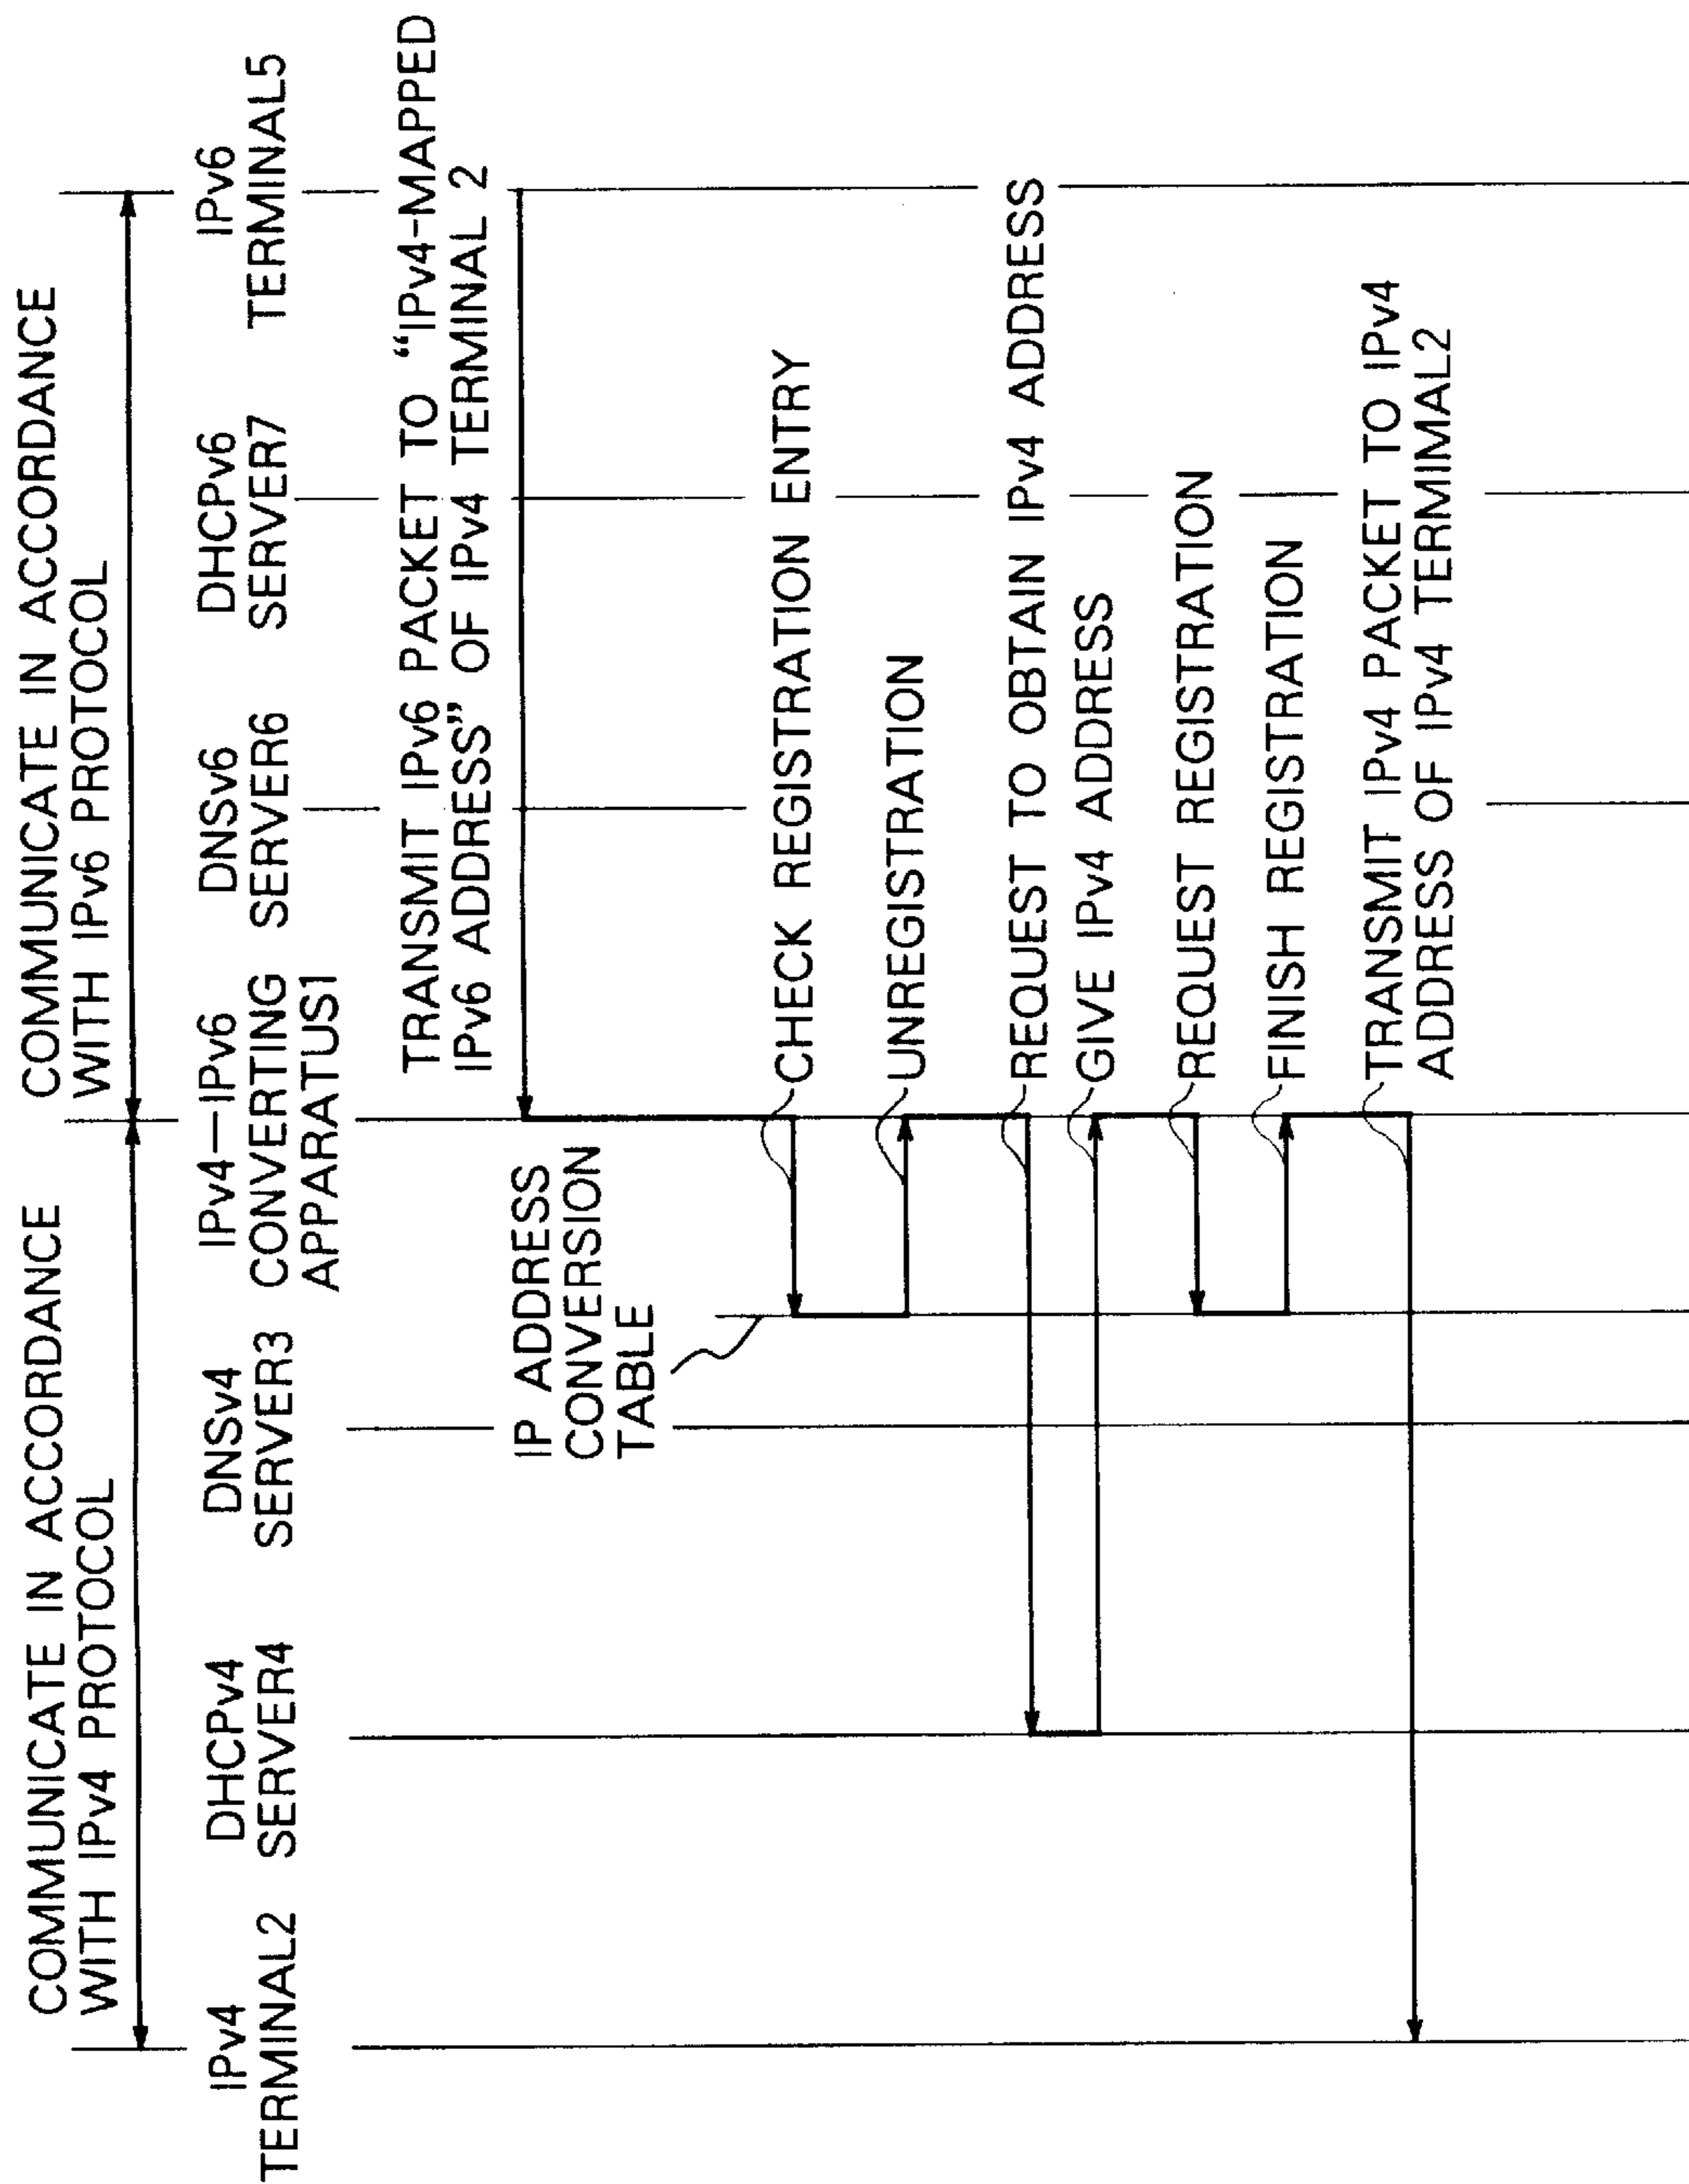 COMMUNICATE IN ACCORDANCE
WITH IPv4 PROTOCOL
COMMUNICATE IN ACCORDANCE
WITH IPv6 PROTOCOL
IPv4
TERMINAL2
DHCPv4
SERVER4
DNSv4
SERVER3
IPv4–IPv6
CONVERTING
APPARATUS1
DNSv6
SERVER6
DHCPv6
SERVER7
IPv6
TERMINAL5
TRANSMIT IPv6 PACKET TO "IPv4-MAPPED
IPv6 ADDRESS" OF IPv4 TERMINAL 2
IP ADDRESS
CONVERSION
TABLE
CHECK REGISTRATION ENTRY
UNREGISTRATION
REQUEST TO OBTAIN IPv4 ADDRESS
GIVE IPv4 ADDRESS
REQUEST REGISTRATION
FINISH REGISTRATION
TRANSMIT IPv4 PACKET TO IPv4
ADDRESS OF IPv4 TERMIMAL2